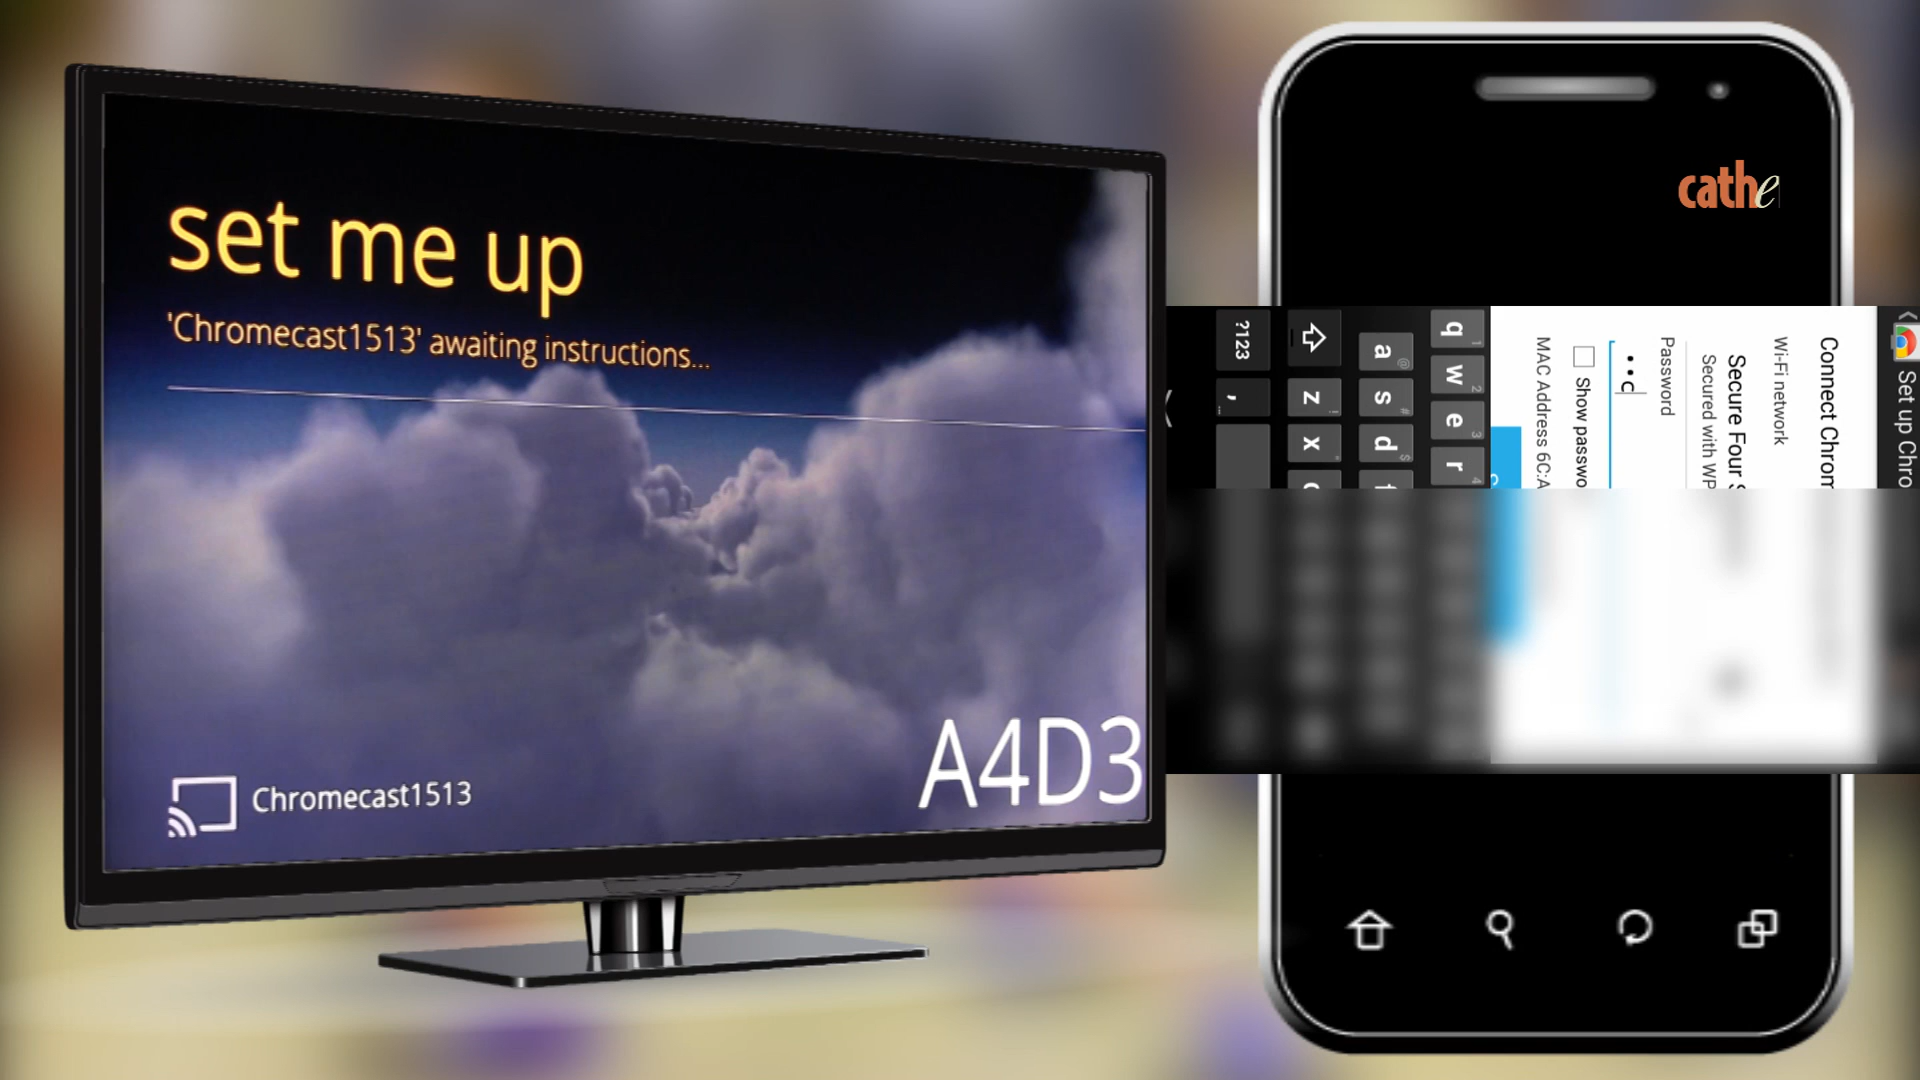 set me up
'Chromecast1513' awaiting instructions...
Chromecast1513
A4D3
cathe
Set up Chro
Connect Chrom
Wi-Fi network
Secure Four S
Secured with WP
Password
••c
Show passwo
MAC Address 6C:A
q w e r
a s d f
z x c
?123 ,